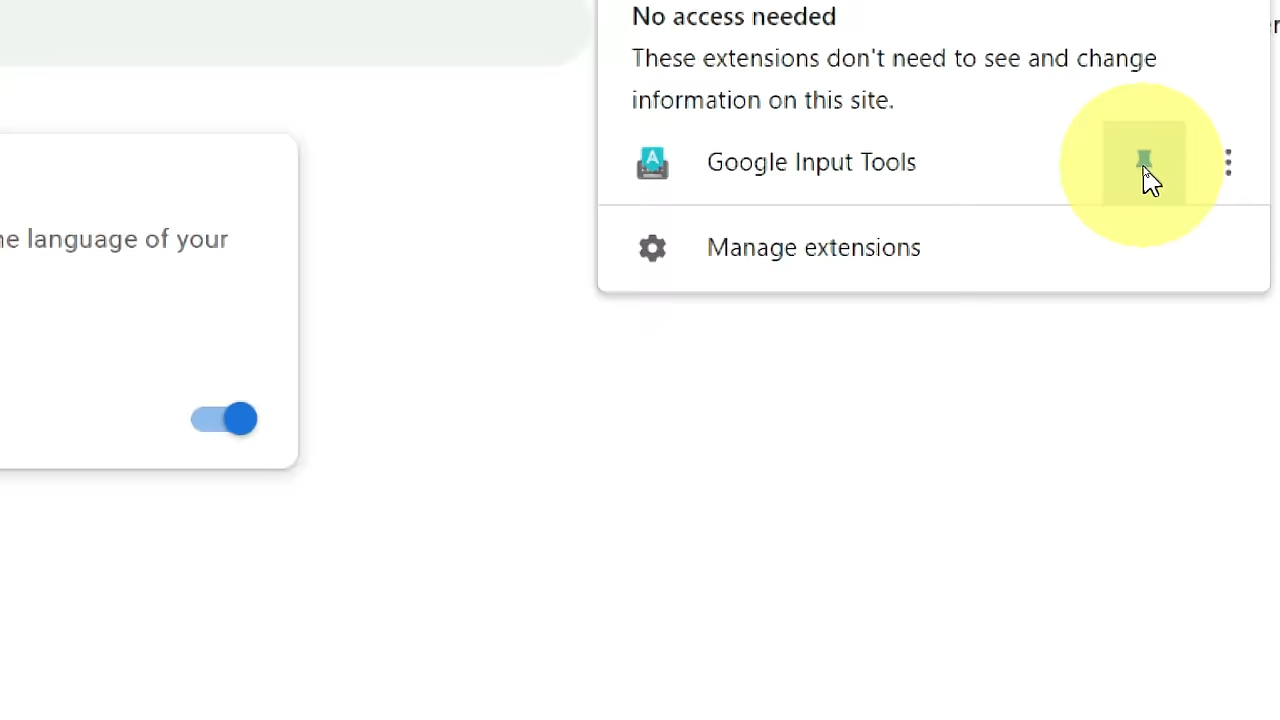 No access needed
These extensions don't need to see and change
information on this site.
A
Google Input Tools
ne language of your
Manage extensions